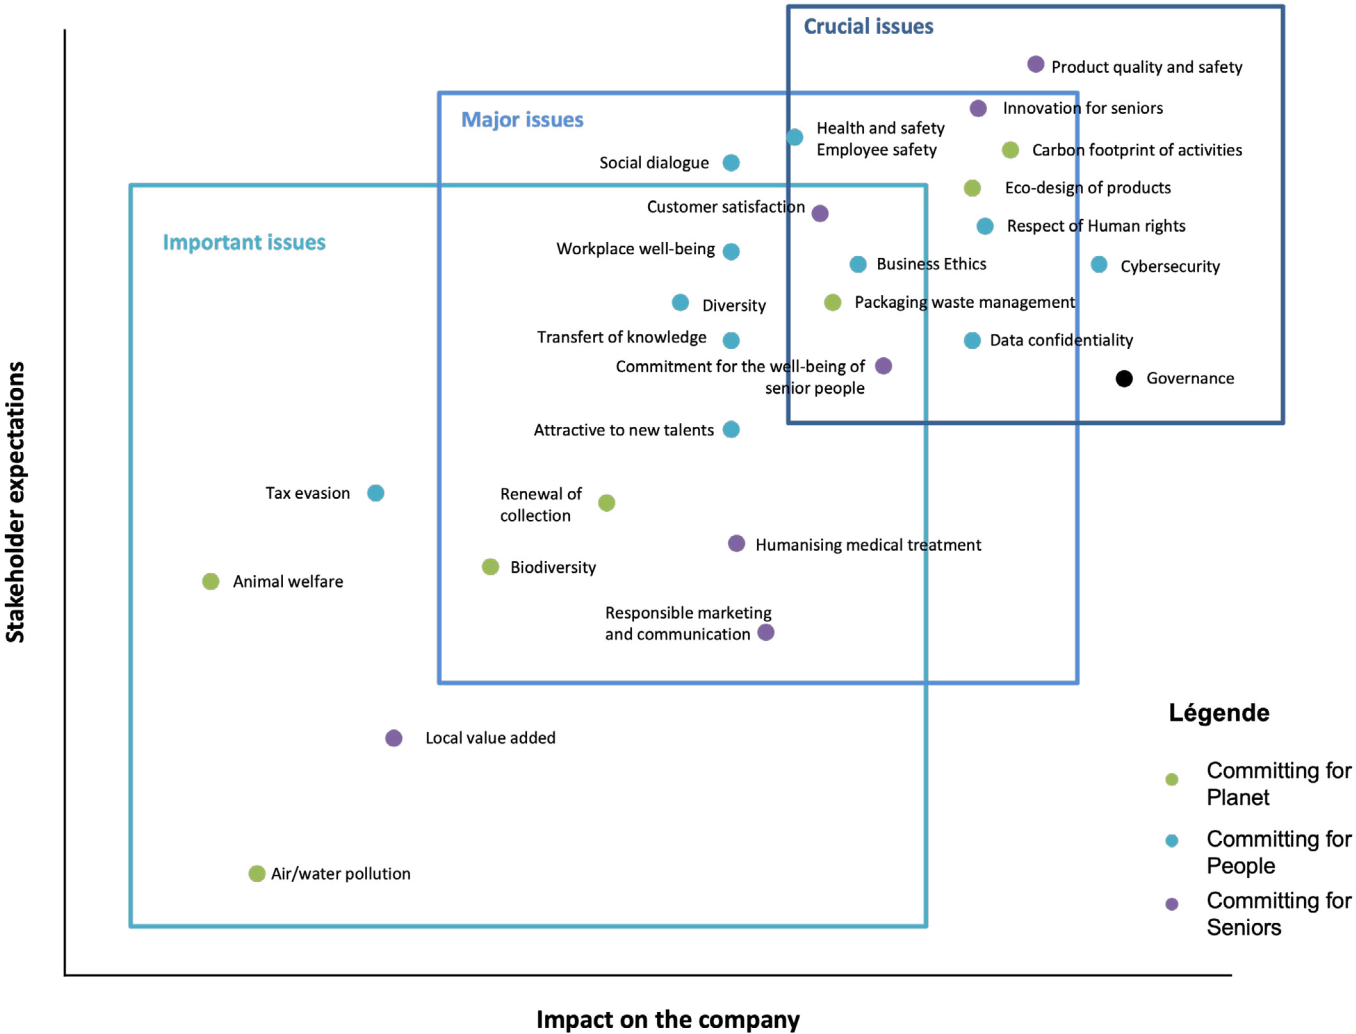 Crucial issues
Product quality and safety
Major issues
Innovation for seniors
Health and safety
Employee safety
Carbon footprint of activities
Social dialogue
Eco-design of products
Customer satisfaction
Respect of Human rights
Important issues
Workplace well-being
Business Ethics
Cybersecurity
Diversity
Packaging waste management
Transfert of knowledge
Data confidentiality
Commitment for the well-being of
senior people
Governance
Attractive to new talents
Tax evasion
Renewal of
collection
Humanising medical treatment
Biodiversity
Animal welfare
Responsible marketing
and communication
Local value added
Air/water pollution
Stakeholder expectations
Impact on the company
Légende
Committing for
Planet
Committing for
People
Committing for
Seniors